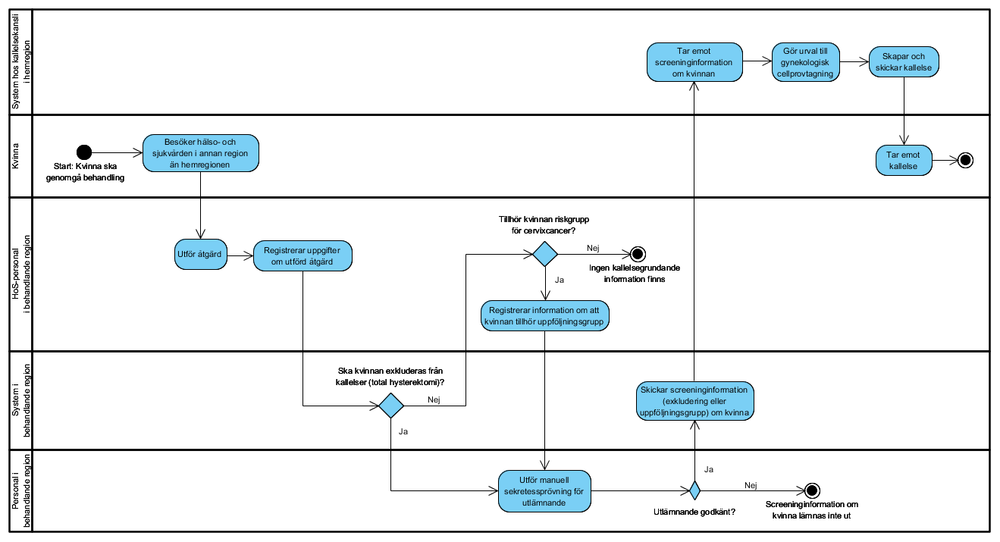 System hos kallelsekansli
i hemregion
Tar emot
screeninginformation
om kvinnan
Gör urval till
gynekologisk
cellprovtagning
Skapar och
skickar kallelse
Kvinna
Start: Kvinna ska
genomgå behandling
Besöker hälso- och
sjukvården i annan region
än hemregionen
Tar emot
kallelse
HoS-personal
i behandlande region
Utför åtgärd
Registrerar uppgifter
om utförd åtgärd
Tillhör kvinnan riskgrupp
för cervixcancer?
Nej
Ingen kallelsegrundande
information finns
Ja
Registrerar information om att
kvinnan tillhör uppföljningsgrupp
System i
behandlande region
Ska kvinnan exkluderas från
kallelser (total hysterektomi)?
Nej
Ja
Skickar screeninginformation
(exkludering eller
uppföljningsgrupp) om kvinna
Personal i
behandlande region
Utför manuell
sekretessprövning för
utlämnande
Ja
Nej
Utlämnande godkänt?
Screeninginformation om
kvinna lämnas inte ut